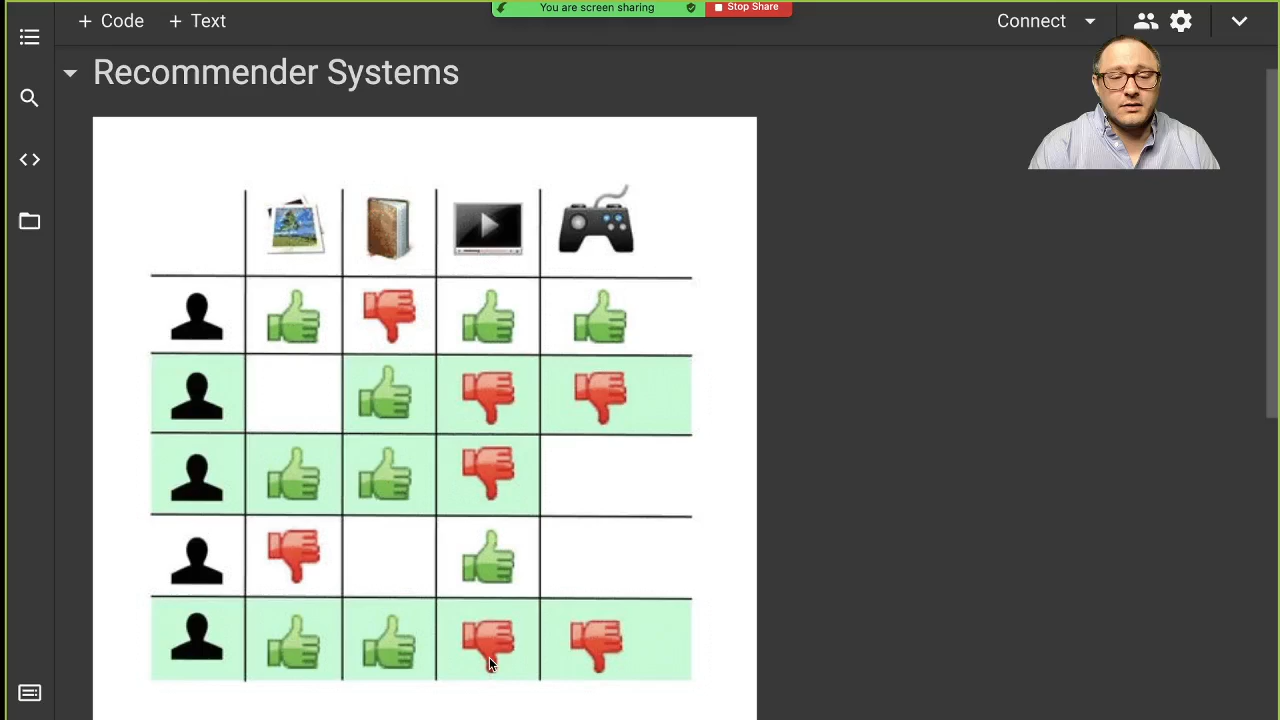 You are screen sharing
Stop Share
+ Code + Text
Connect
Recommender Systems